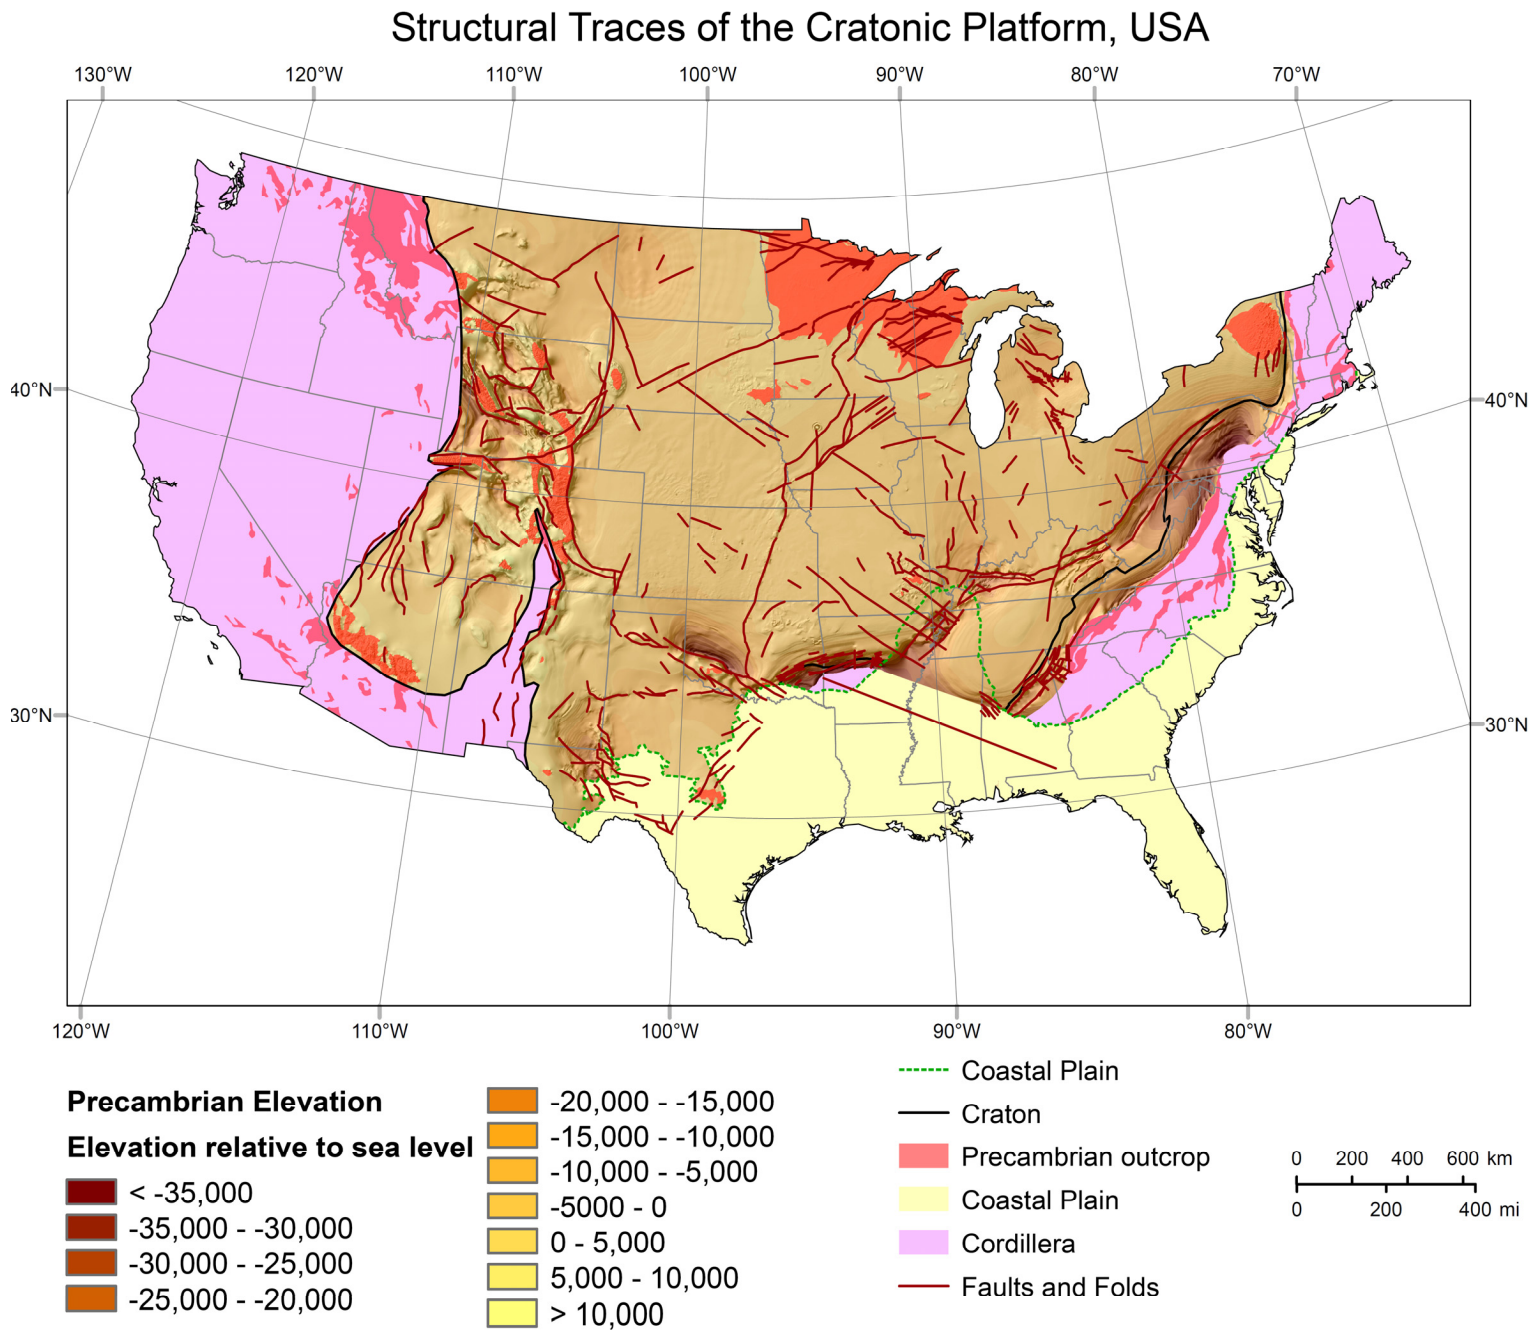 Structural Traces of the Cratonic Platform, USA
130°W 120°W 110°W 100°W 90°W 80°W 70°W
40°N 40°N
30°N 30°N
120°W 110°W 100°W 90°W 80°W
Precambrian Elevation
Elevation relative to sea level
< -35,000
-35,000 - -30,000
-30,000 - -25,000
-25,000 - -20,000
-20,000 - -15,000
-15,000 - -10,000
-10,000 - -5,000
-5000 - 0
0 - 5,000
5,000 - 10,000
> 10,000
Coastal Plain
Craton
Precambrian outcrop
Coastal Plain
Cordillera
Faults and Folds
0 200 400 600 km
0 200 400 mi